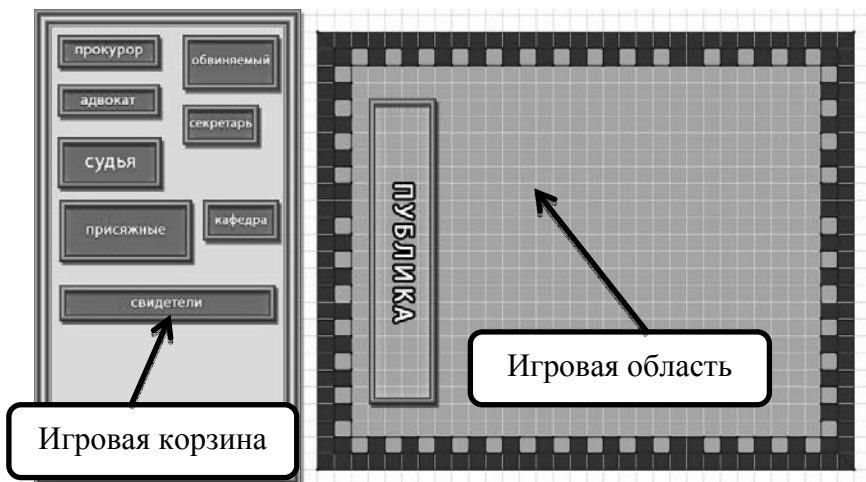 прокурор
обвиняемый
адвокат
секретарь
судья
присяжные
кафедра
свидетели
Игровая корзина
ПУБЛИКА
Игровая область